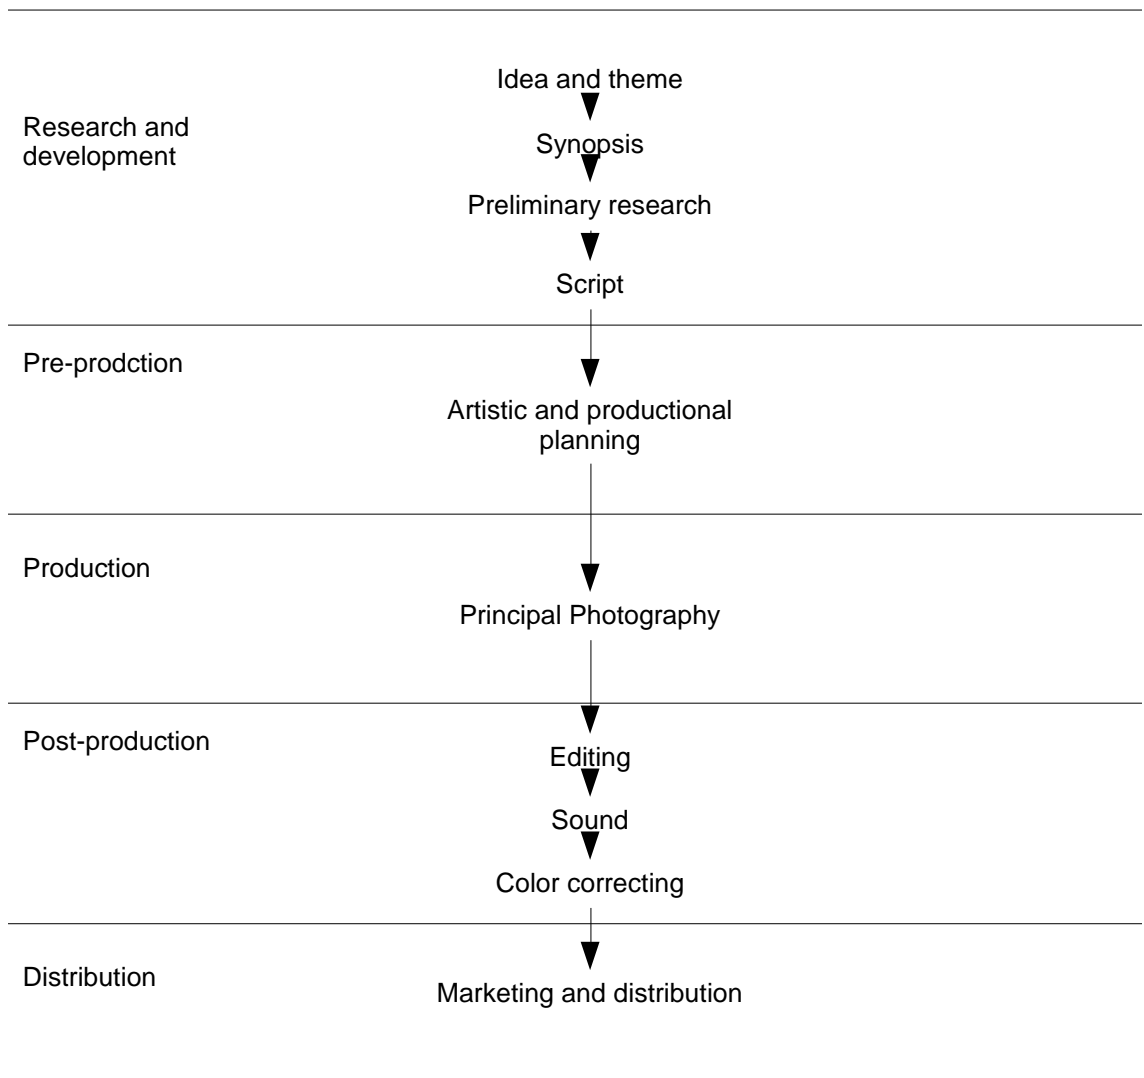 Idea and theme
Research and
development
Synopsis
Preliminary research
Script
Pre-prodction
Artistic and productional
planning
Production
Principal Photography
Post-production
Editing
Sound
Color correcting
Distribution
Marketing and distribution